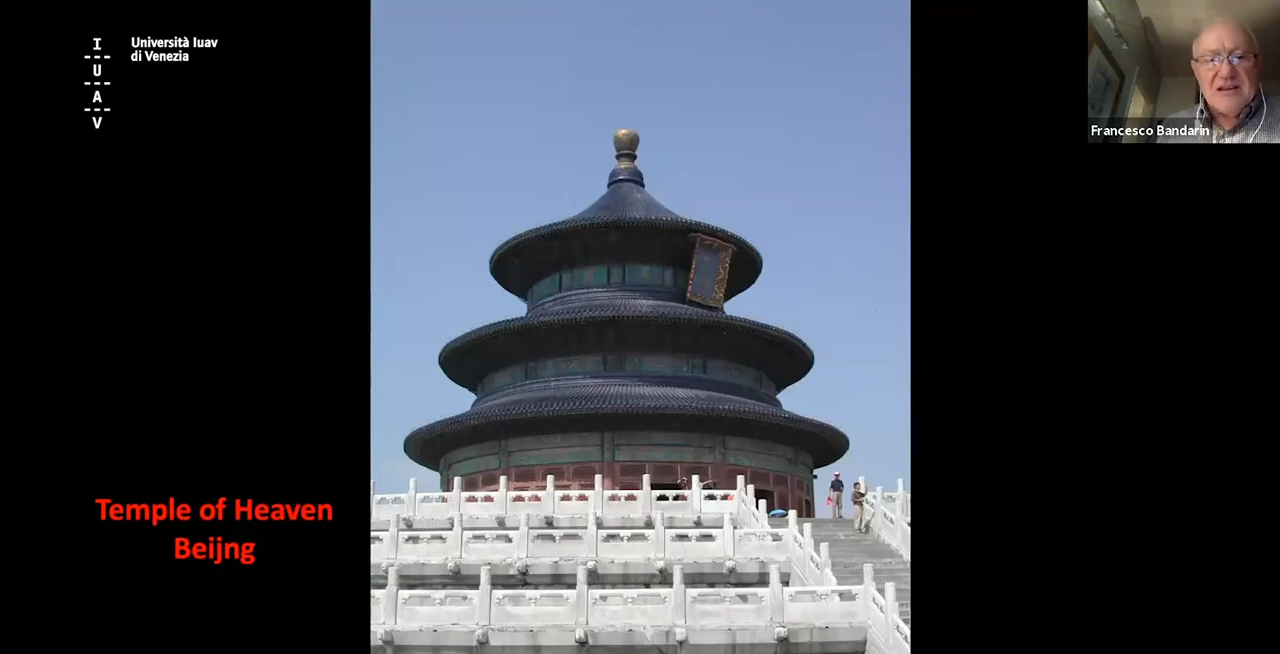 I
U
A
V
Università Iuav
di Venezia
Francesco Bandarin
Temple of Heaven
Beijng